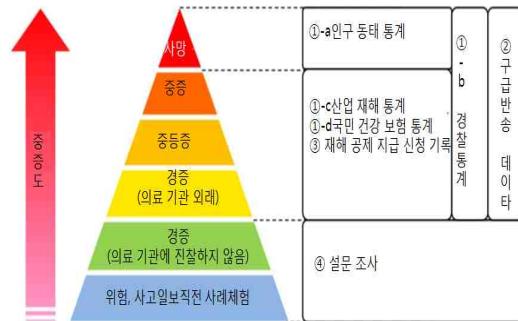 중증도
사망
중증
중등증
경증
(의료 기관 외래)
경증
(의료 기관에 진찰하지 않음)
위험, 사고일보직전 사례체험
①-a인구 동태 통계
①-c산업 재해 통계
①-d국민 건강 보험 통계
③ 재해 공제 지급 신청 기록
①-b 경찰통계
②구급반송 데이타
④ 설문 조사